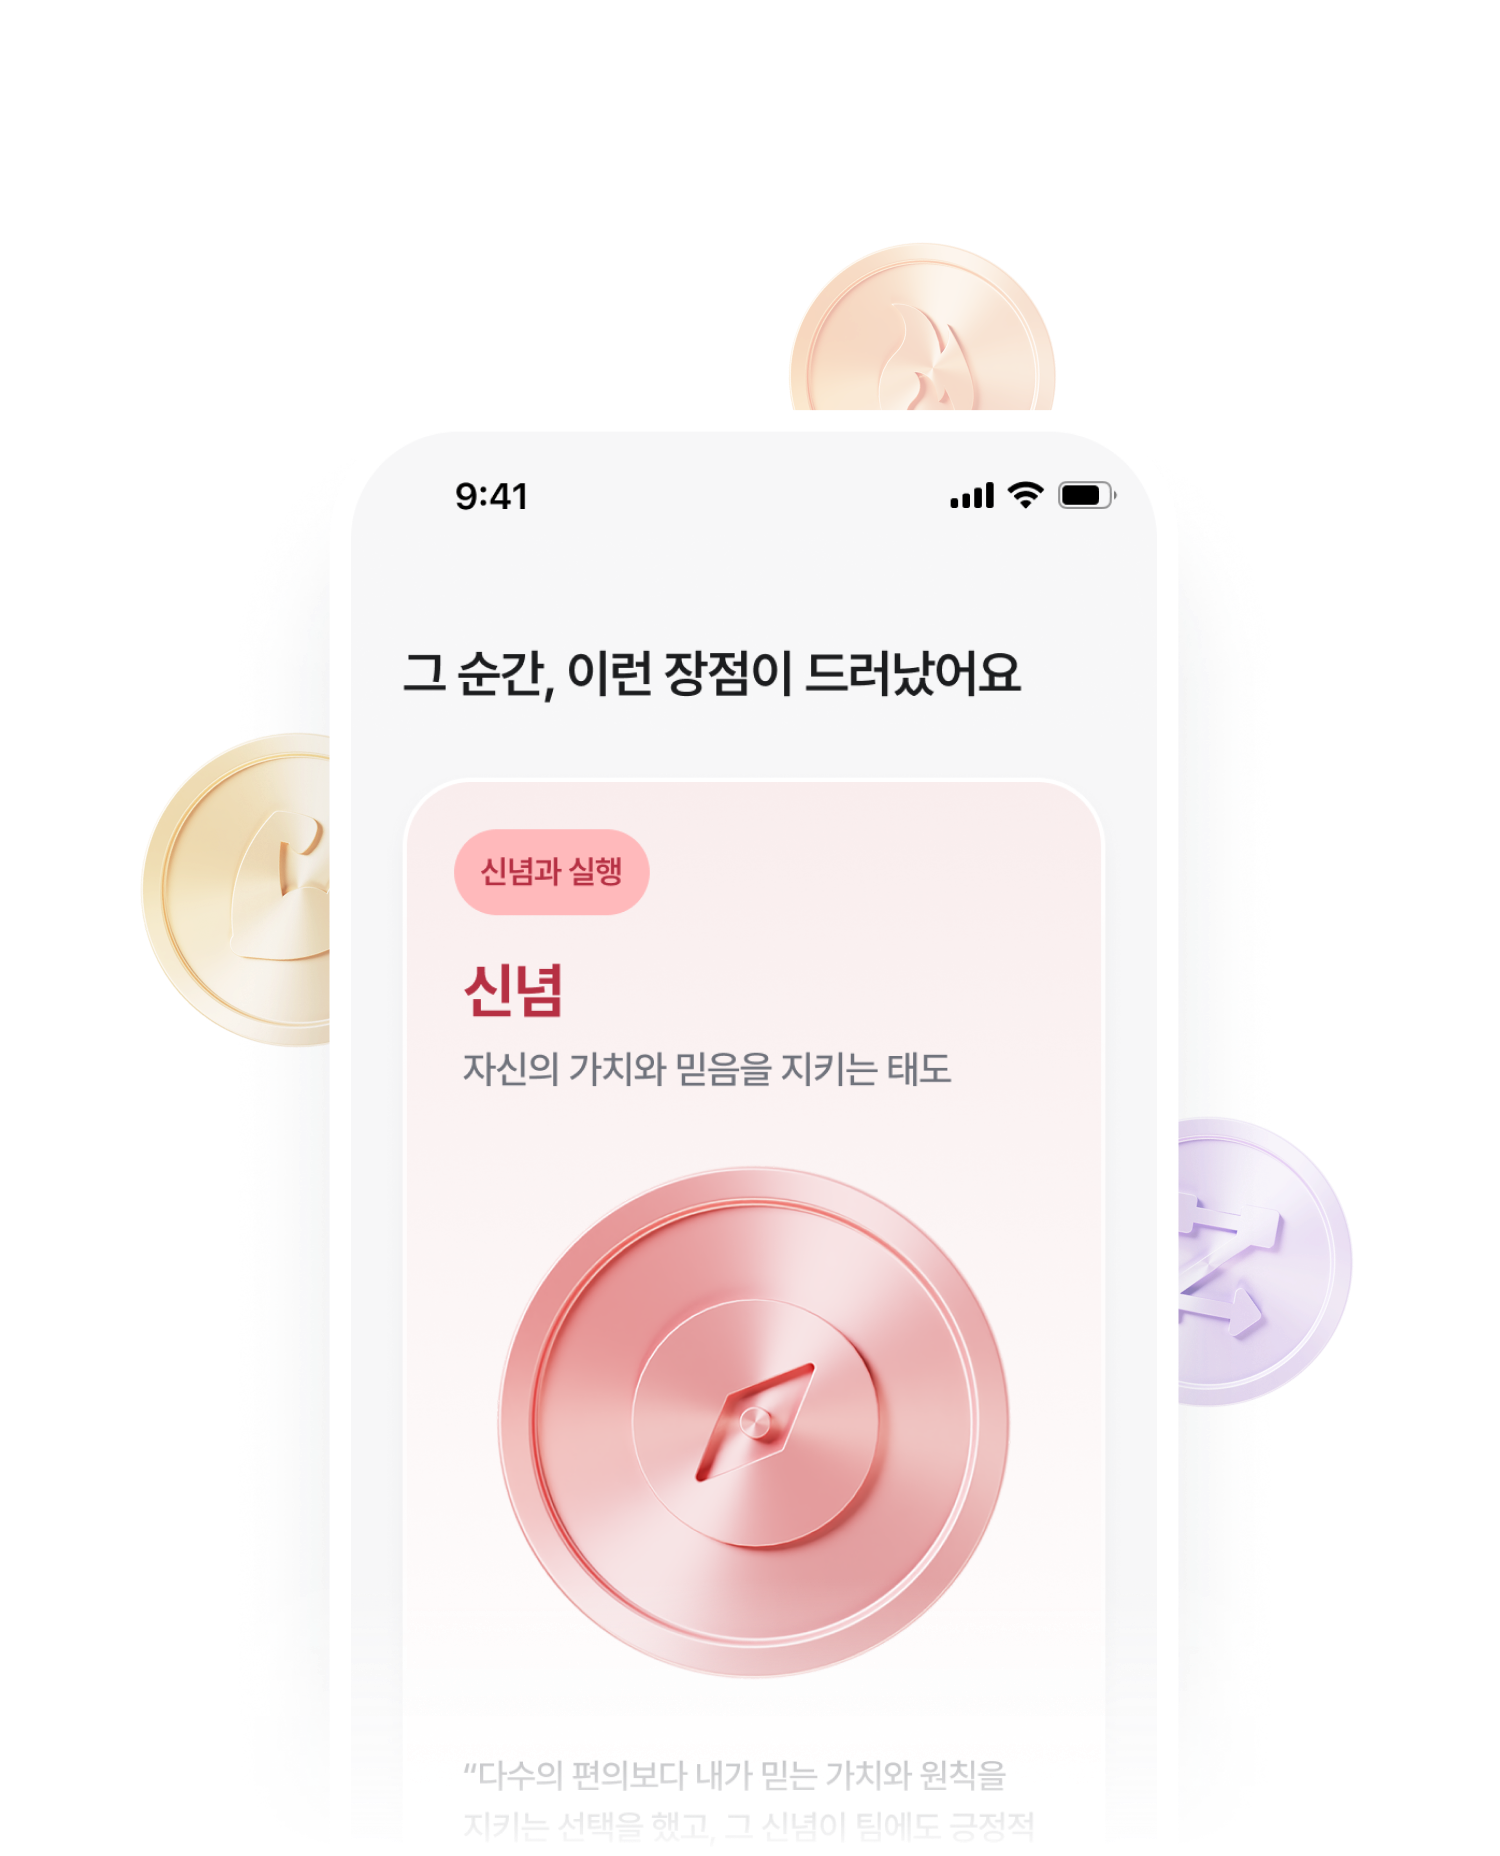 9:41
그 순간, 이런 장점이 드러났어요
신념과 실행
신념
자신의 가치와 믿음을 지키는 태도
“다수의 편의보다 내가 믿는 가치와 원칙을
지키는 선택을 했고, 그 신념이 팀에도 긍정적